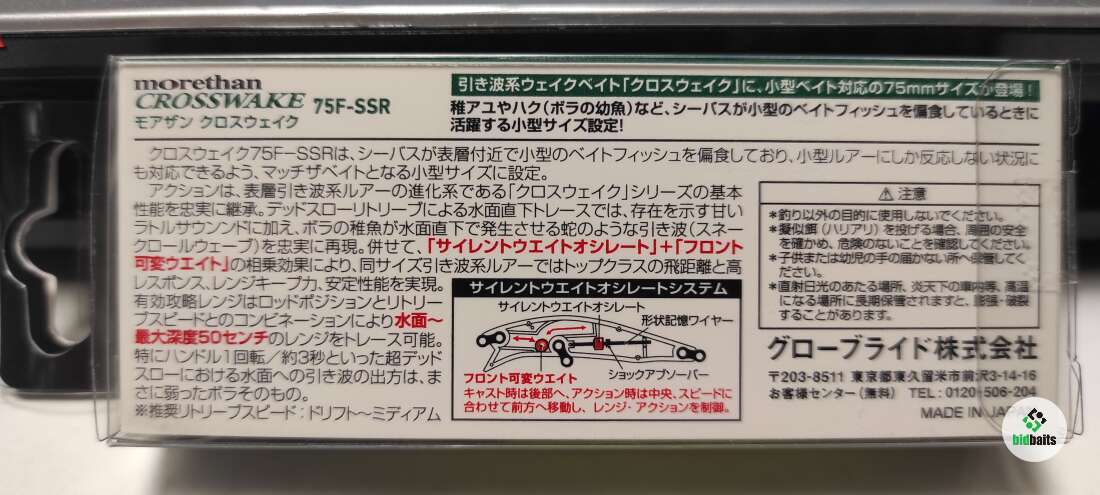 morethan
CROSSWAKE 75F-SSR
モアザン クロスウェイク
引き波系ウェイクベイト「クロスウェイク」に、小型ベイト対応の75mmサイズが登場!
稚アユやハク(ボラの幼魚)など、シーバスが小型のベイトフィッシュを偏食しているときに
活躍する小型サイズ設定!
クロスウェイク75F-SSRは、シーバスが表層付近で小型のベイトフィッシュを偏食しており、小型ルアーにしか反応しない状況に
も対応できるよう、マッチザベイトとなる小型サイズに設定。
アクションは、表層引き波系ルアーの進化系である「クロスウェイク」シリーズの基本
性能を忠実に継承。デッドスローリトリーブによる水面直下トレースでは、存在を示す甘い
ラトルサウンドに加え、ボラの稚魚が水面直下で発生させる蛇のような引き波(スネー
クロールウェーブ)を忠実に再現。併せて、「サイレントウエイトオシレート」+「フロント
可変ウエイト」の相乗効果により、同サイズ引き波系ルアーではトップクラスの飛距離と高
レスポンス、レンジキープ力、安定性能を実現。
有効攻略レンジはロッドポジションとリトリー
ブスピードとのコンビネーションにより水面〜
最大深度50センチのレンジをトレース可能。
特にハンドル1回転/約3秒といった超デッド
スローにおける水面への引き波の出方は、ま
さに弱ったボラそのもの。
※推奨リトリーブスピード:ドリフト〜ミディアム
サイレントウエイトオシレートシステム
サイレントウエイトオシレート
形状記憶ワイヤー
フロント可変ウエイト
ショックアブソーバー
キャスト時は後部へ、アクション時は中央、スピードに
合わせて前方へ移動し、レンジ・アクションを制御。
⚠注意
*釣り以外の目的に使用しないでください。
*擬似餌(ハリアリ)を投げる場合、周囲の安全
を確かめ、危険のないことを確認してください。
*子供または幼児の手の届かない所へ保管してく
ださい。
*直射日光のあたる場所、炎天下の車内等、高温
になる場所に長期保管されますと、膨張・破裂
することがあります。
グローブライド株式会社
〒203-8511 東京都東久留米市前沢3-14-16
お客様センター(無料) TEL:0120-506-204
MADE IN JAPAN
bidbaits